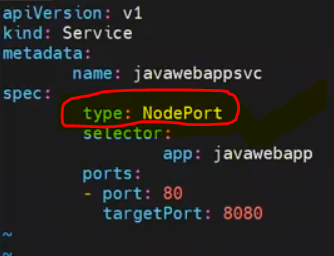 apiVersion: v1
kind: Service
metadata:
        name: javawebappsvc
spec:
        type: NodePort
        selector:
                app: javawebapp
        ports:
        - port: 80
          targetPort: 8080
~
~